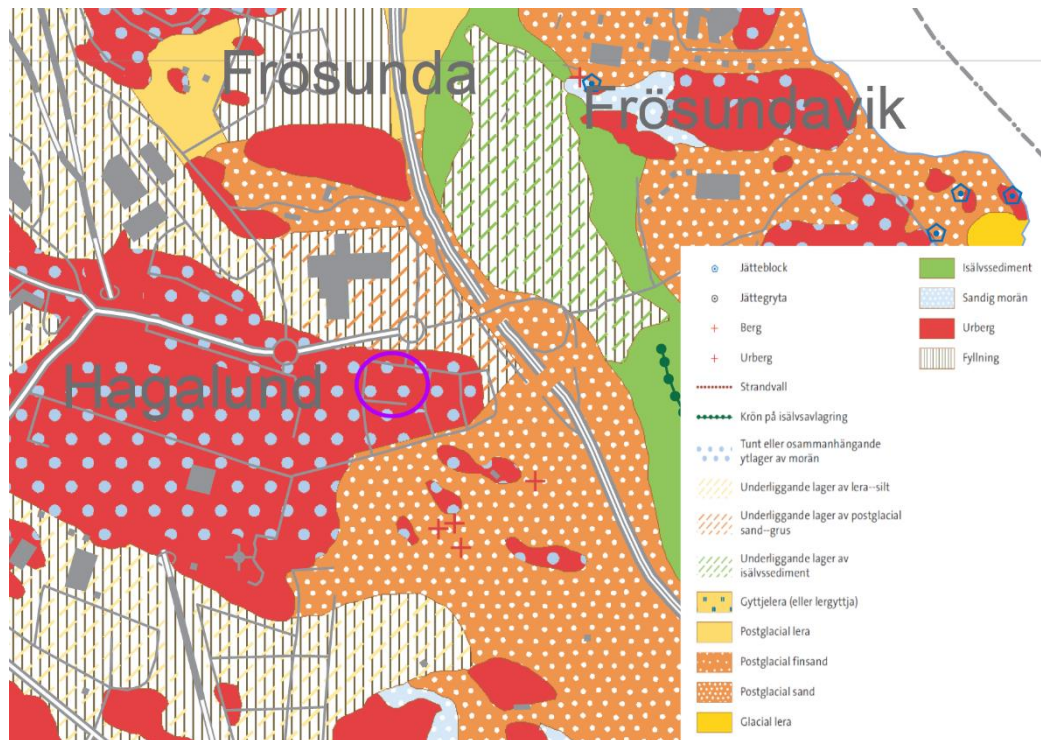 Frösunda
Frösundavik
Hagalund
Jätteblock
Jättegryta
Berg
Urberg
Strandvall
Krön på isälvsavlagring
Tunt eller osammanhängande
ytlager av morän
Underliggande lager av lera--silt
Underliggande lager av postglacial
sand--grus
Underliggande lager av
isälvssediment
Gyttjelera (eller lergyttja)
Postglacial lera
Postglacial finsand
Postglacial sand
Glacial lera
Isälvssediment
Sandig morän
Urberg
Fyllning